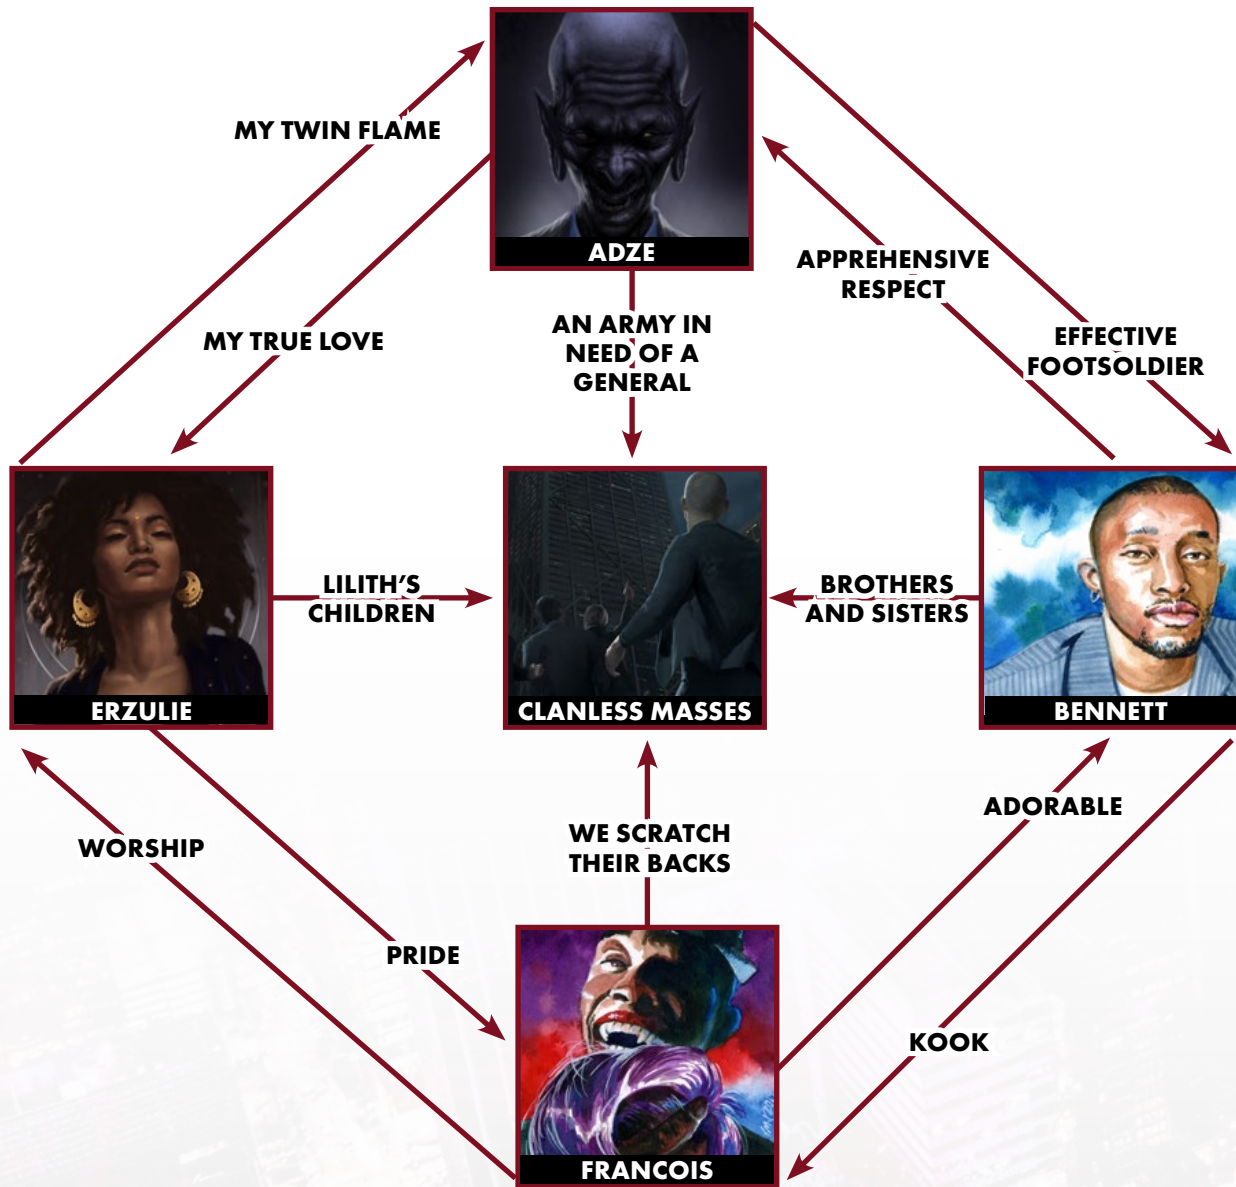 MY TWIN FLAME
ADZE
APPREHENSIVE
RESPECT
MY TRUE LOVE
AN ARMY IN
NEED OF A
GENERAL
EFFECTIVE
FOOTSOLDIER
LILITH'S
CHILDREN
BROTHERS
AND SISTERS
ERZULIE
CLANLESS MASSES
BENNETT
WORSHIP
WE SCRATCH
THEIR BACKS
ADORABLE
PRIDE
KOOK
FRANCOIS